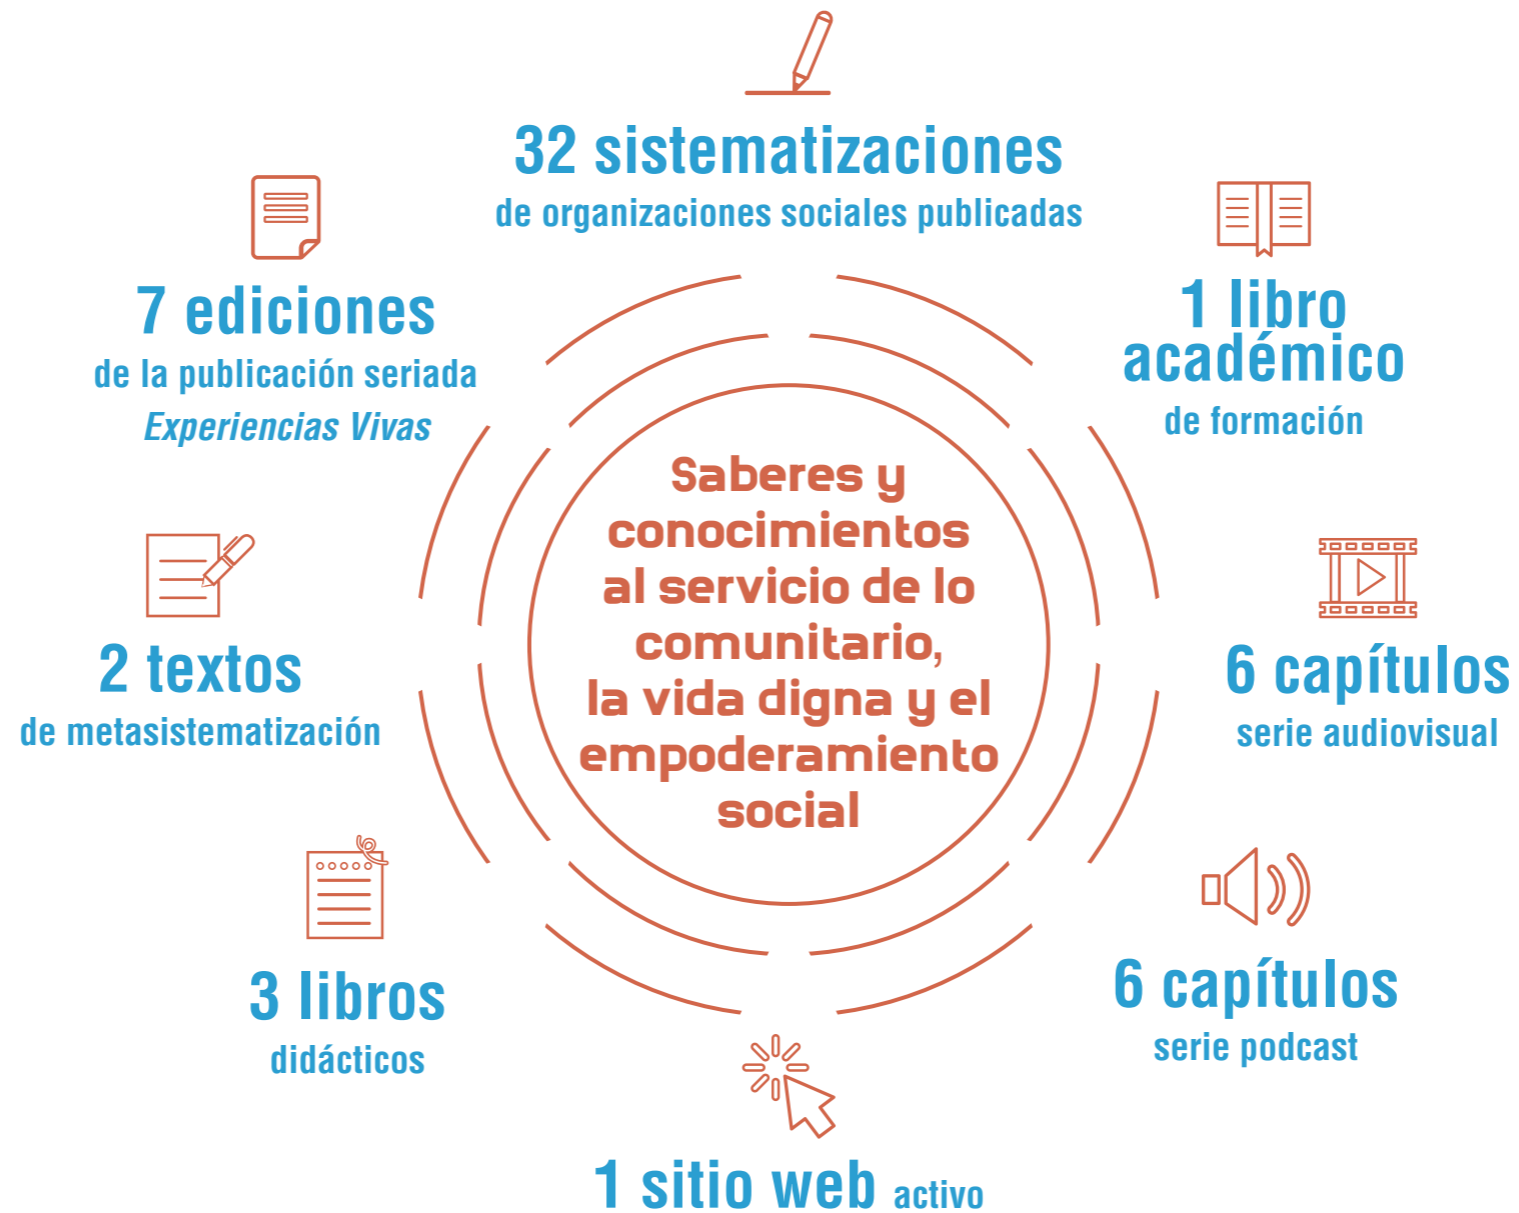 32 sistematizaciones
de organizaciones sociales publicadas
7 ediciones
de la publicación seriada
Experiencias Vivas
1 libro
académico
de formación
Saberes y
conocimientos
al servicio de lo
comunitario,
la vida digna y el
empoderamiento
social
2 textos
de metasistematización
6 capítulos
serie audiovisual
3 libros
didácticos
6 capítulos
serie podcast
1 sitio web activo